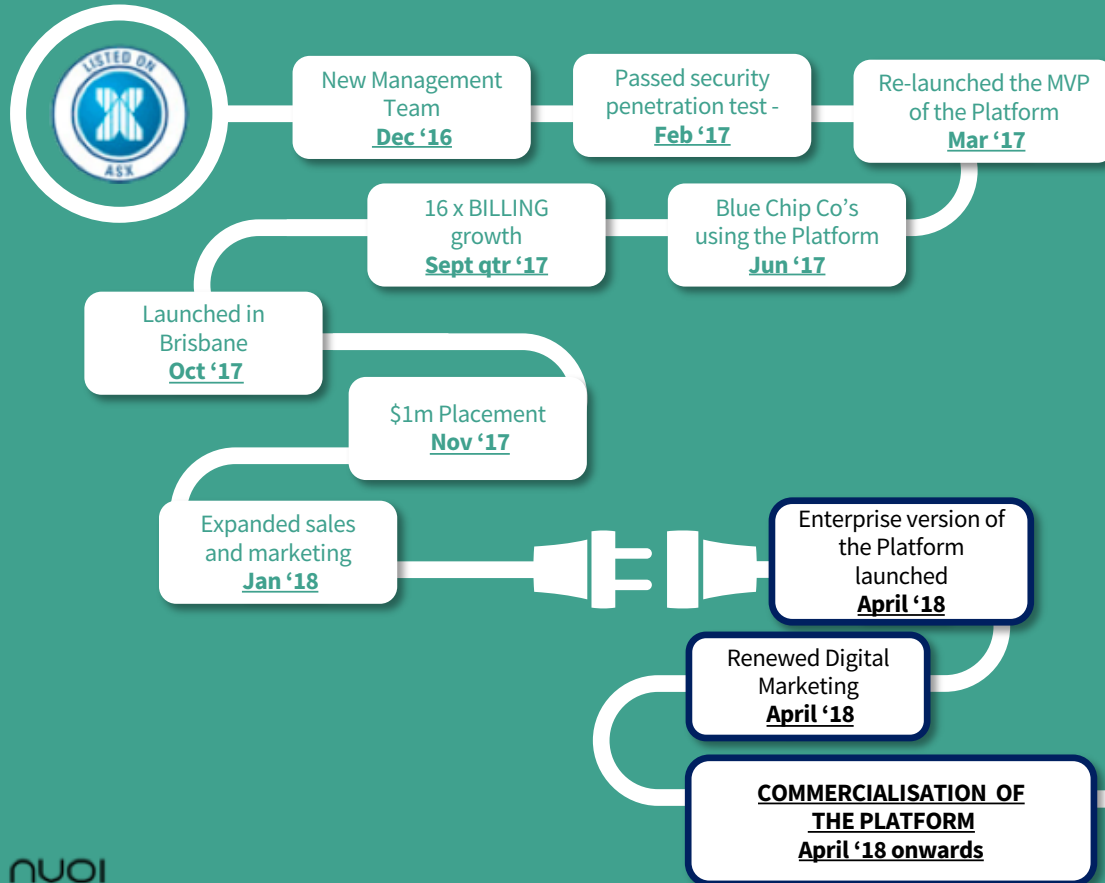 LISTED ON
ASX
New Management
Team
Dec ‘16
Passed security
penetration test -
Feb ‘17
Re-launched the MVP
of the Platform
Mar ‘17
Blue Chip Co’s
using the Platform
Jun ‘17
16 x BILLING
growth
Sept qtr ‘17
Launched in
Brisbane
Oct ‘17
$1m Placement
Nov ‘17
Expanded sales
and marketing
Jan ‘18
Enterprise version of
the Platform
launched
April ‘18
Renewed Digital
Marketing
April ‘18
COMMERCIALISATION OF
THE PLATFORM
April ‘18 onwards